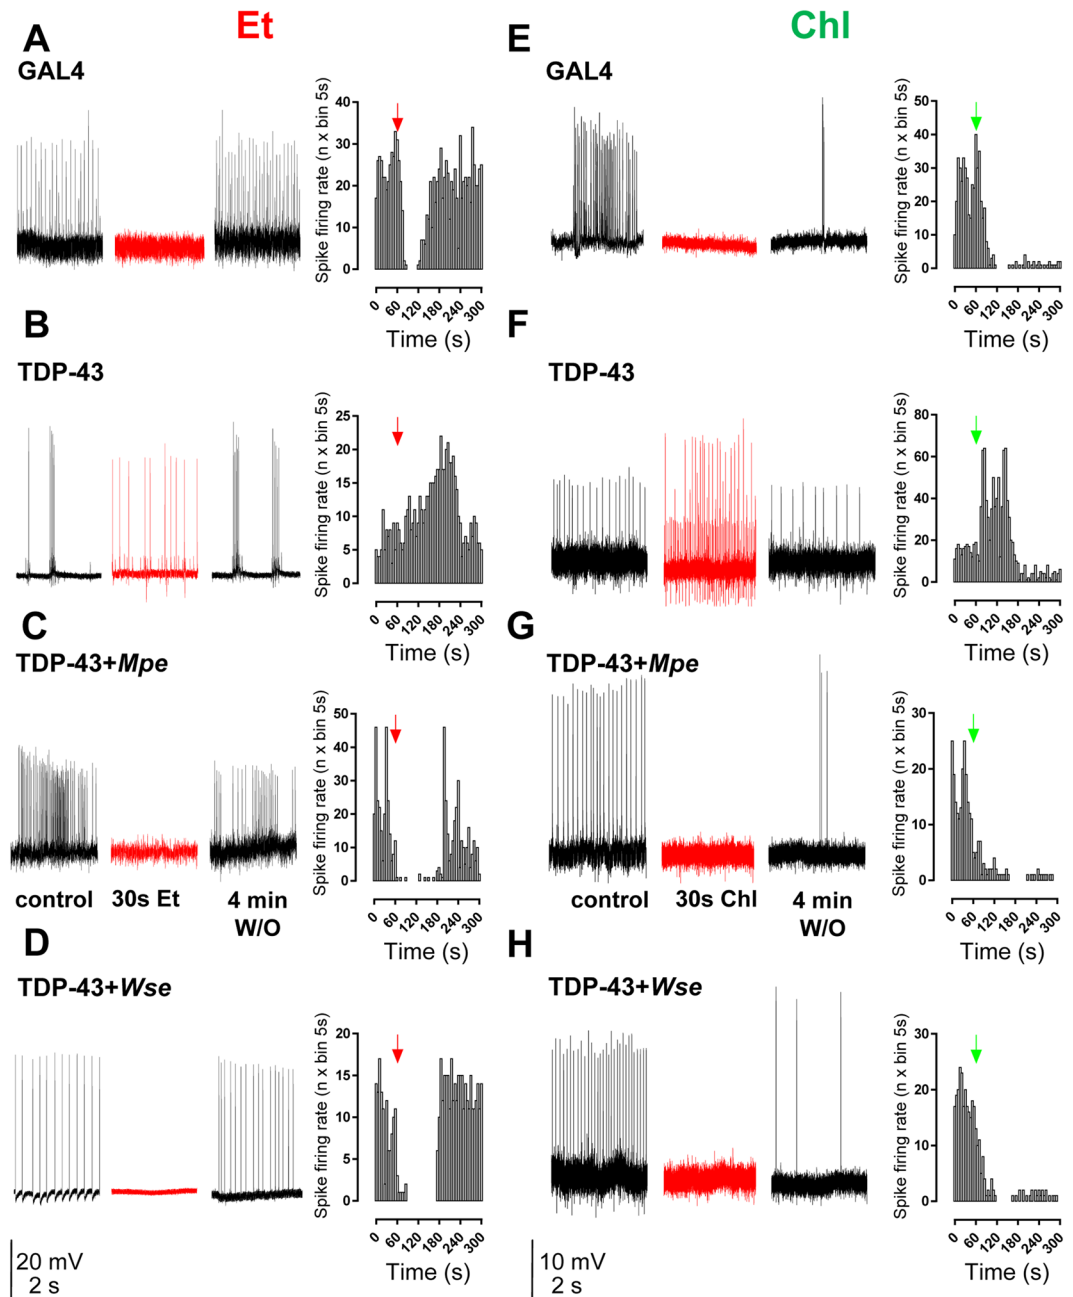 Et
Chl
A
GAL4
Spike firing rate (n x bin 5s)
40
30
20
10
0
0 60 120 180 240 300
Time (s)
E
GAL4
Spike firing rate (n x bin 5s)
50
40
30
20
10
0
0 60 120 180 240 300
Time (s)
B
TDP-43
Spike firing rate (n x bin 5s)
25
20
15
10
5
0
0 60 120 180 240 300
Time (s)
F
TDP-43
Spike firing rate (n x bin 5s)
80
60
40
20
0
0 60 120 180 240 300
Time (s)
C
TDP-43+Mpe
Spike firing rate (n x bin 5s)
50
40
30
20
10
0
0 60 120 180 240 300
Time (s)
control
30s Et
4 min
W/O
G
TDP-43+Mpe
Spike firing rate (n x bin 5s)
30
20
10
0
0 60 120 180 240 300
Time (s)
control
30s Chl
4 min
W/O
D
TDP-43+Wse
Spike firing rate (n x bin 5s)
20
15
10
5
0
0 60 120 180 240 300
Time (s)
20 mV
2 s
H
TDP-43+Wse
Spike firing rate (n x bin 5s)
30
20
10
0
0 60 120 180 240 300
Time (s)
10 mV
2 s